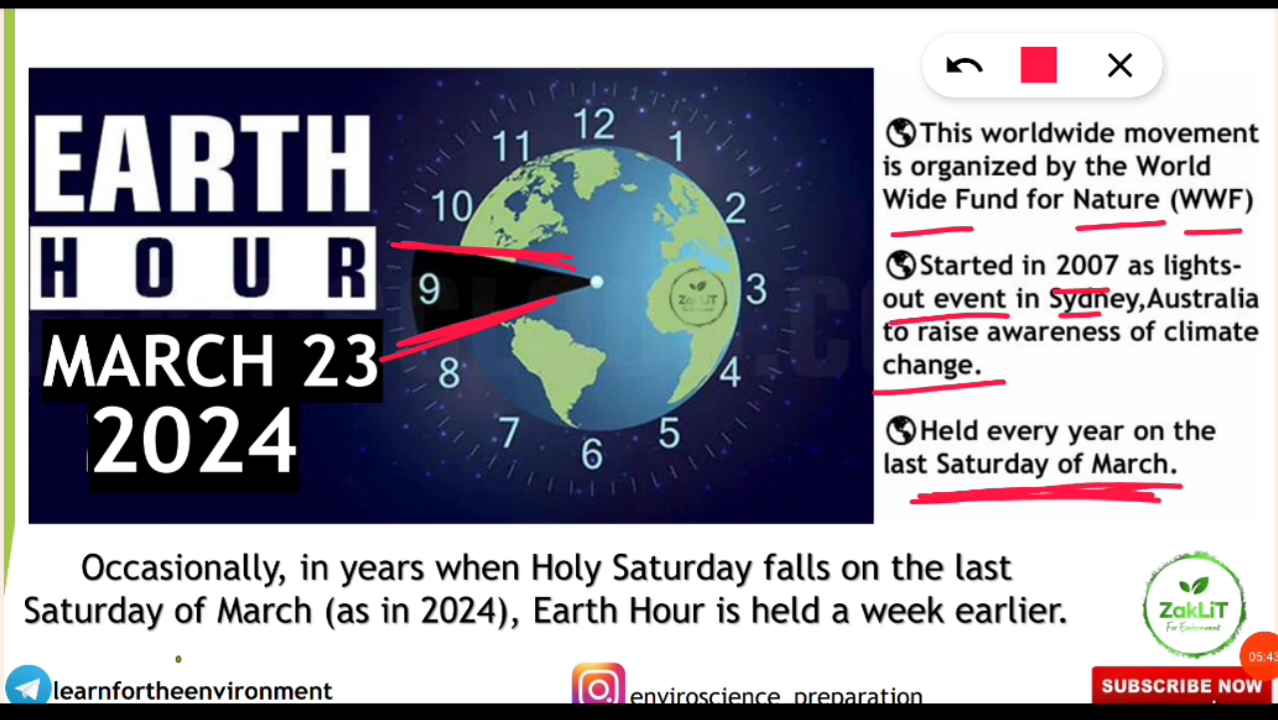 EARTH
HOUR
MARCH 23
2024
12
1
2
3
4
5
6
7
8
9
10
11
ZakLiT
This worldwide movement
is organized by the World
Wide Fund for Nature (WWF)
Started in 2007 as lights-
out event in Sydney,Australia
to raise awareness of climate
change.
Held every year on the
last Saturday of March.
Occasionally, in years when Holy Saturday falls on the last
Saturday of March (as in 2024), Earth Hour is held a week earlier.
ZakLiT
For Environment
05:43
learnfortheenvironment
enviroscience_preparation
SUBSCRIBE NOW